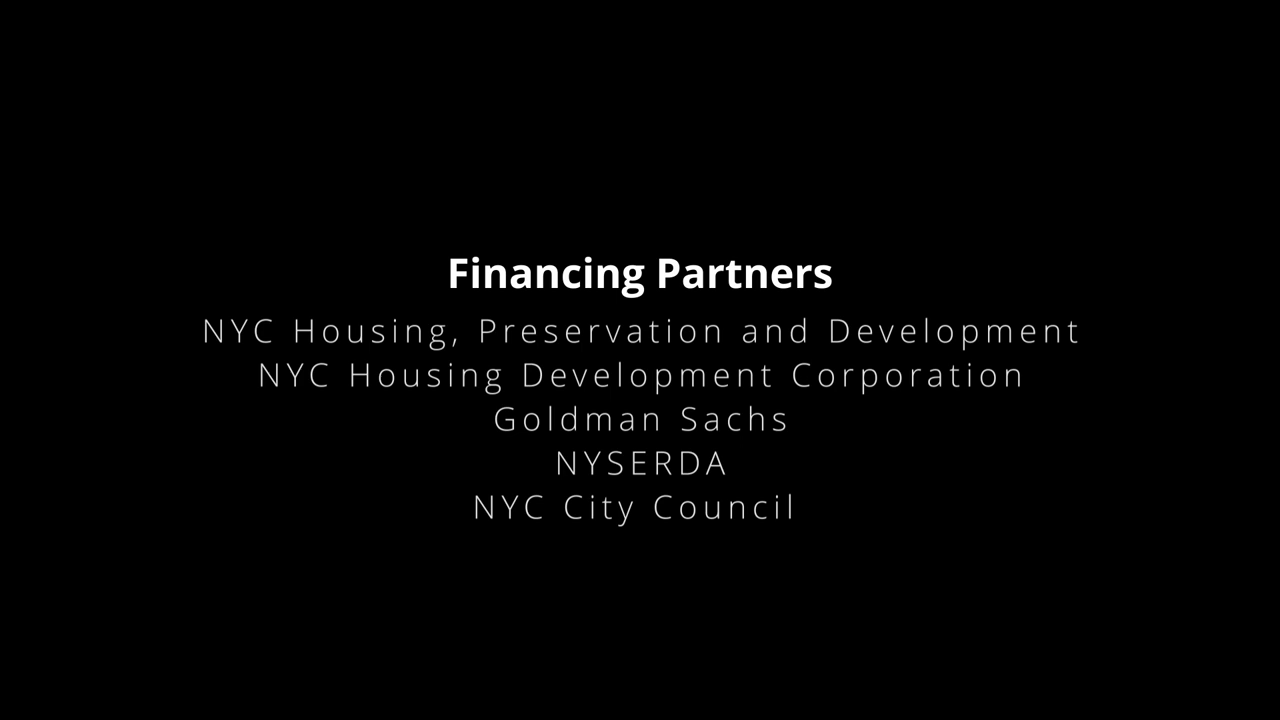 Financing Partners
NYC Housing, Preservation and Development
NYC Housing Development Corporation
Goldman Sachs
NYSERDA
NYC City Council